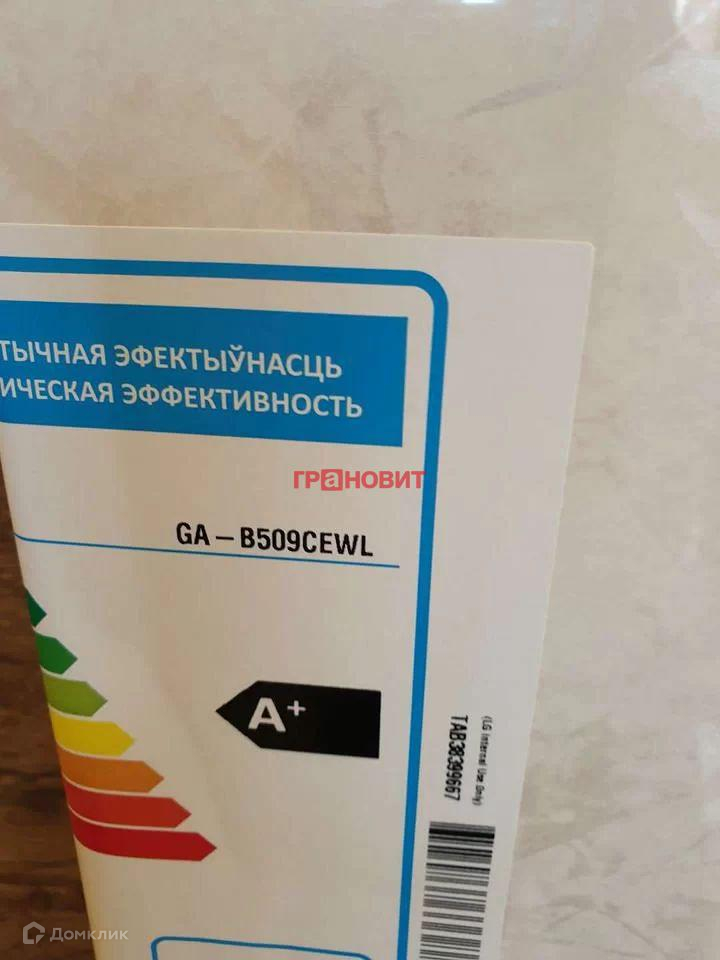 ТЫЧНАЯ ЭФЕКТЫЎНАСЦЬ
ИЧЕСКАЯ ЭФФЕКТИВНОСТЬ
ГРАНОВИТ
GA-B509CEWL
A+
(LG Internal Use Only)
TAB38399667
Домклик